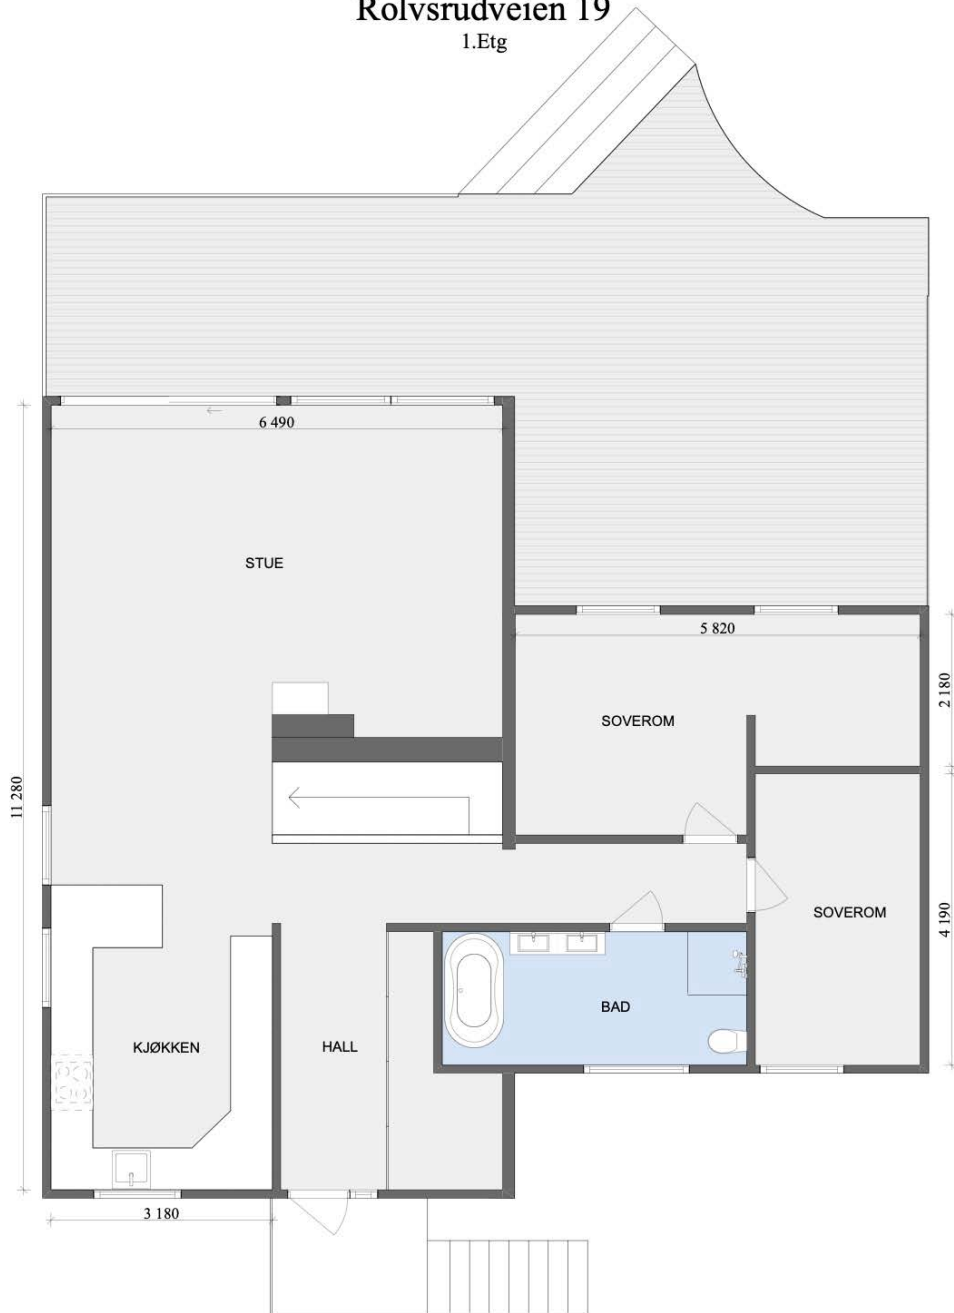 Rolvsrudveien 19
1.Etg
6 490
STUE
5 820
2 180
SOVEROM
11 280
SOVEROM
4 190
BAD
KJØKKEN
HALL
3 180